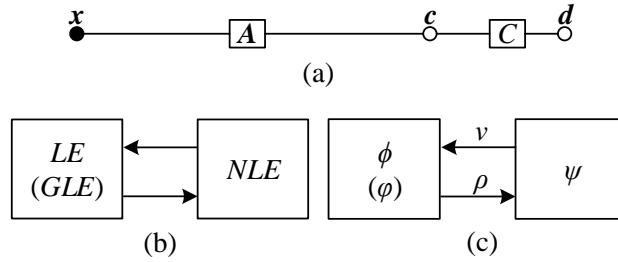 x A c C d
(a)
LE (GLE) NLE
(b)
ϕ (φ) v ρ ψ
(c)